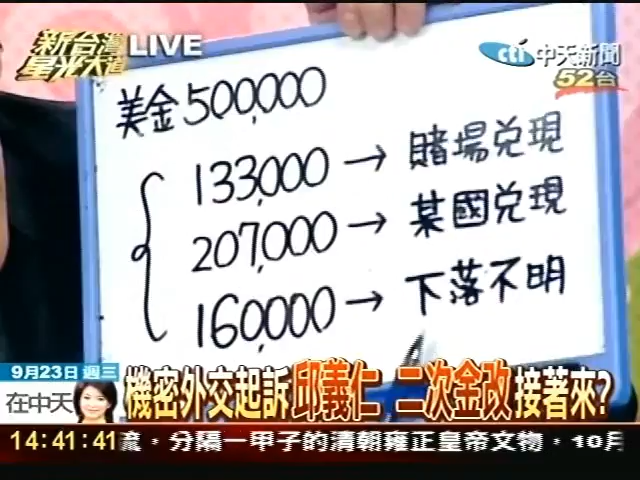 新台灣
星光大道
LIVE
cti 中天新聞
52台
美金500,000
133,000 → 賭場兌現
207,000 → 某國兌現
160,000 → 下落不明
9月23日 週三
在中天
機密外交起訴邱義仁 二次金改接著來?
14:41:41 流，分隔一甲子的清朝雍正皇帝文物，10月